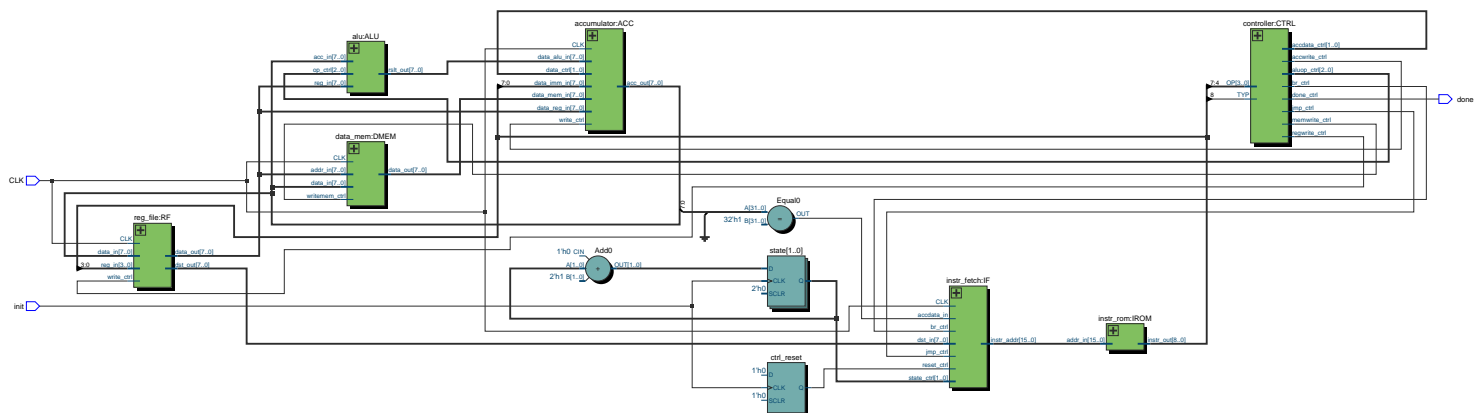 accumulator:ACC
CLK
data_alu_in[7..0]
data_ctrl[1..0]
7:0
data_imm_in[7..0]
data_mem_in[7..0]
data_reg_in[7..0]
write_ctrl
acc_out[7..0]
controller:CTRL
7:4
OP[3..0]
8
TYP
accdata_ctrl[1..0]
accwrite_ctrl
aluop_ctrl[2..0]
br_ctrl
done_ctrl
jmp_ctrl
memwrite_ctrl
regwrite_ctrl
done
alu:ALU
acc_in[7..0]
op_ctrl[2..0]
reg_in[7..0]
rslt_out[7..0]
data_mem:DMEM
CLK
addr_in[7..0]
data_in[7..0]
writemem_ctrl
data_out[7..0]
CLK
reg_file:RF
CLK
data_in[7..0]
3:0
reg_in[3..0]
write_ctrl
data_out[7..0]
dst_out[7..0]
init
7:0
Equal0
A[31..0]
32'h1 B[31..0]
=
OUT
Add0
1'h0 CIN
A[1..0]
2'h1 B[1..0]
+
OUT[1..0]
state[1..0]
D
CLK
2'h0
SCLR
Q
ctrl_reset
1'h0
D
CLK
1'h0
SCLR
Q
instr_fetch:IF
CLK
accdata_in
br_ctrl
dst_in[7..0]
jmp_ctrl
reset_ctrl
state_ctrl[1..0]
instr_addr[15..0]
instr_rom:IROM
addr_in[15..0]
instr_out[8..0]